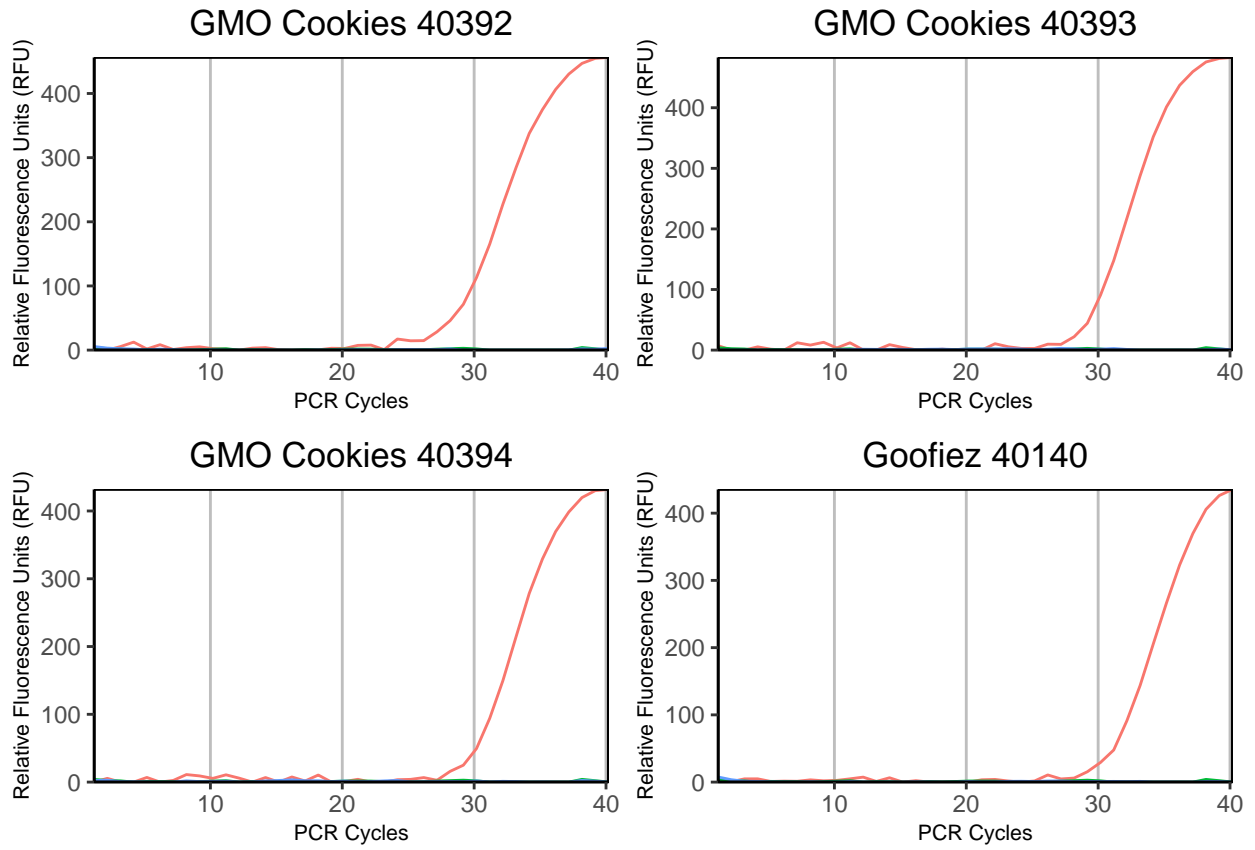 GMO Cookies 40392
Relative Fluorescence Units (RFU)
400
300
200
100
0
10 20 30 40
PCR Cycles
GMO Cookies 40393
Relative Fluorescence Units (RFU)
400
300
200
100
0
10 20 30 40
PCR Cycles
GMO Cookies 40394
Relative Fluorescence Units (RFU)
400
300
200
100
0
10 20 30 40
PCR Cycles
Goofiez 40140
Relative Fluorescence Units (RFU)
400
300
200
100
0
10 20 30 40
PCR Cycles